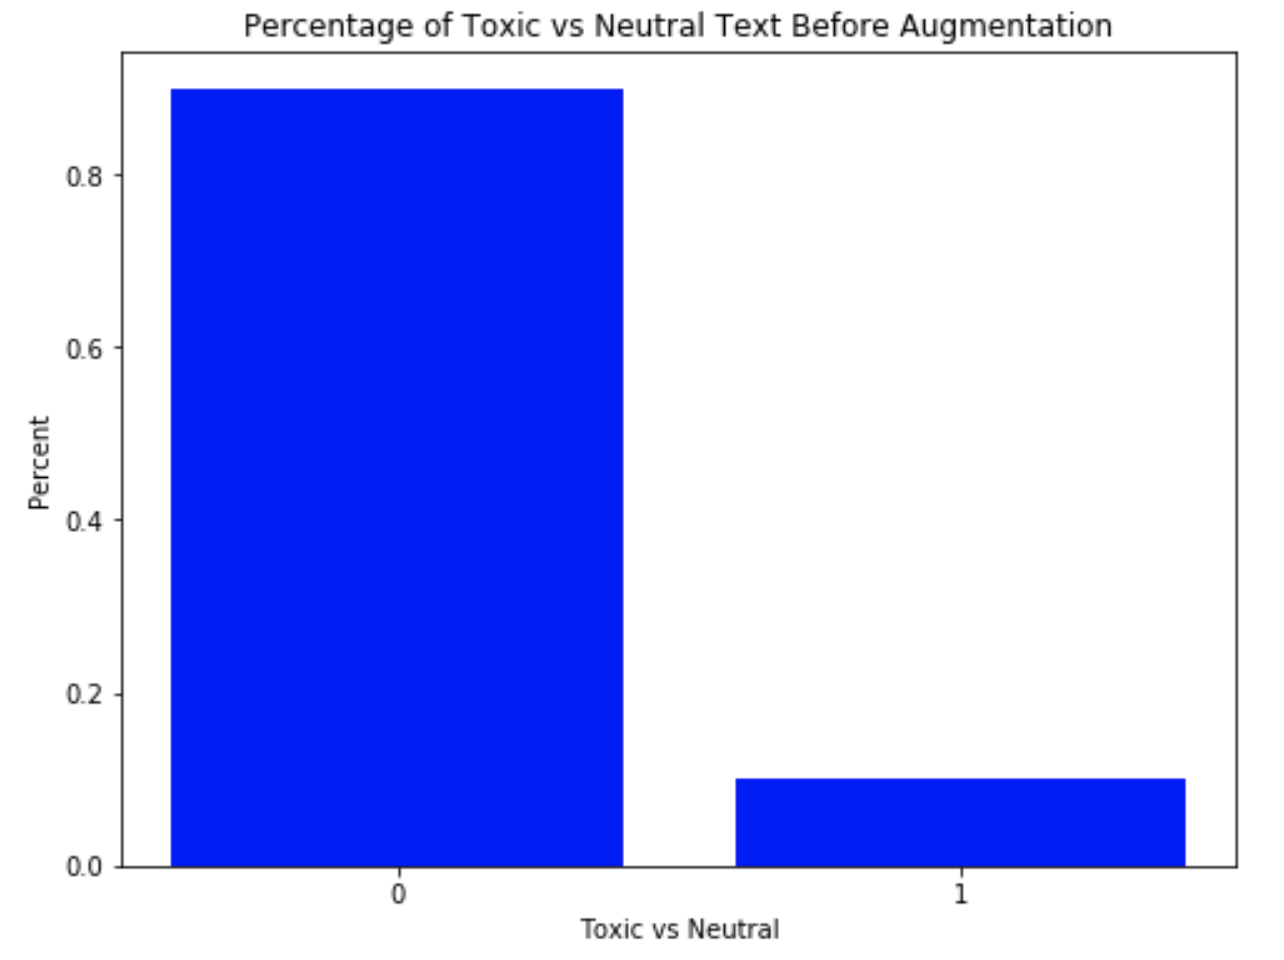 Percentage of Toxic vs Neutral Text Before Augmentation
0.8
0.6
0.4
0.2
0.0
Percent
0
1
Toxic vs Neutral